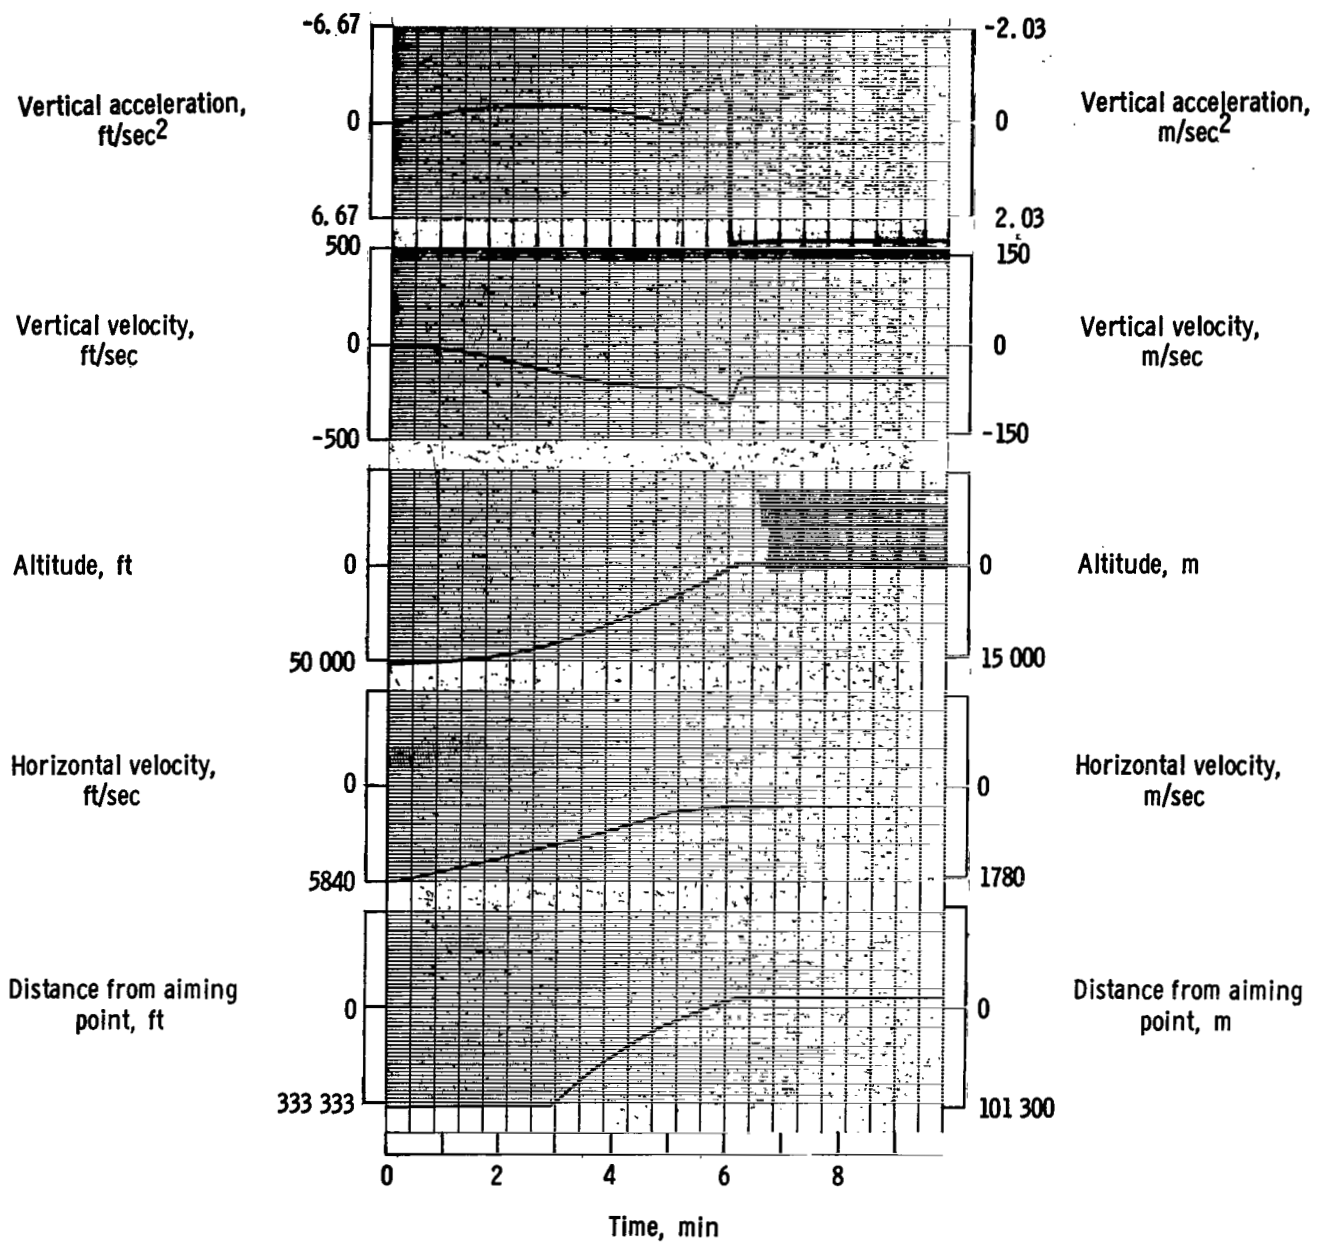 -6.67
-2.03
Vertical acceleration,
ft/sec2
0
0
Vertical acceleration,
m/sec2
6.67
2.03
500
150
Vertical velocity,
ft/sec
0
0
Vertical velocity,
m/sec
-500
-150
Altitude, ft
0
0
Altitude, m
50 000
15 000
Horizontal velocity,
ft/sec
0
0
Horizontal velocity,
m/sec
5840
1780
Distance from aiming
point, ft
0
0
Distance from aiming
point, m
333 333
101 300
0 2 4 6 8
Time, min